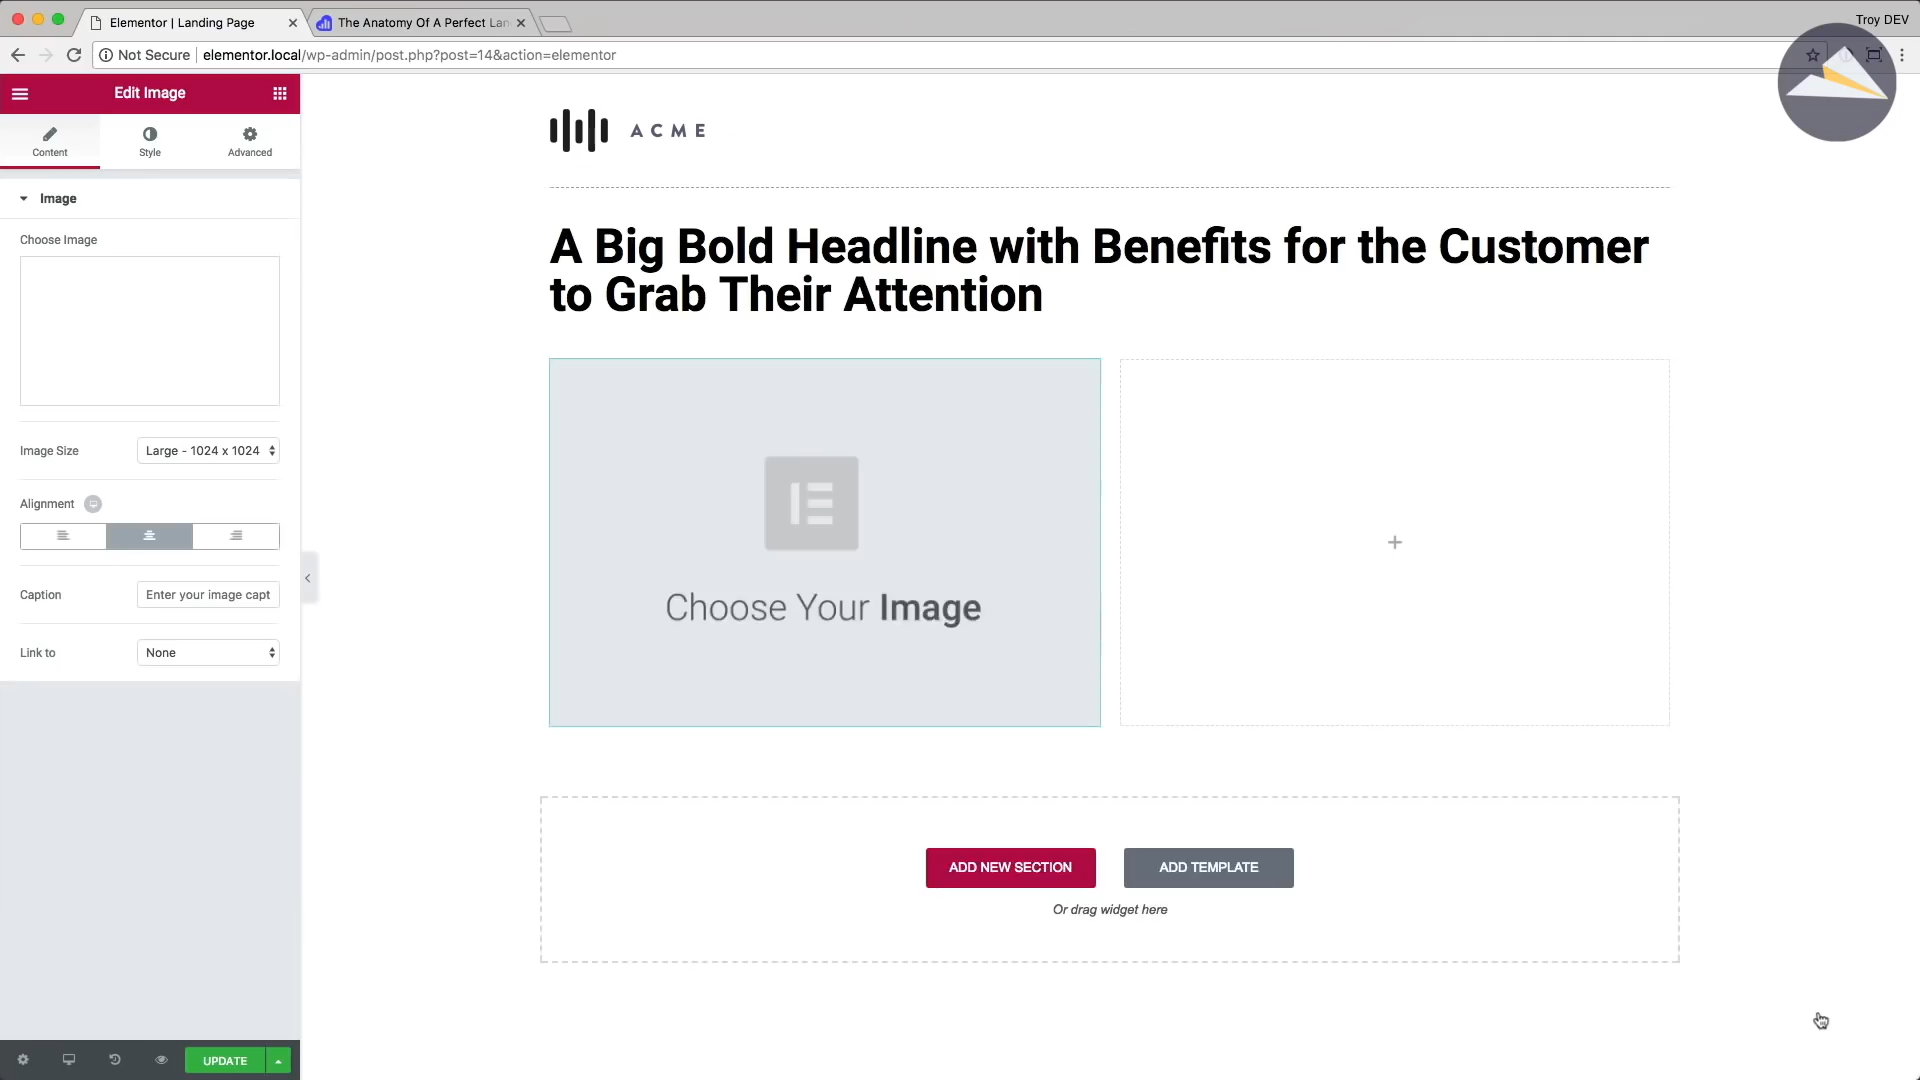 Elementor | Landing Page
The Anatomy Of A Perfect Lan
Troy DEV
Not Secure
elementor.local/wp-admin/post.php?post=14&action=elementor
Edit Image
Content
Style
Advanced
Image
Choose Image
Image Size
Large - 1024 x 1024
Alignment
Caption
Enter your image capt
Link to
None
UPDATE
ACME
A Big Bold Headline with Benefits for the Customer
to Grab Their Attention
Choose Your Image
ADD NEW SECTION
ADD TEMPLATE
Or drag widget here